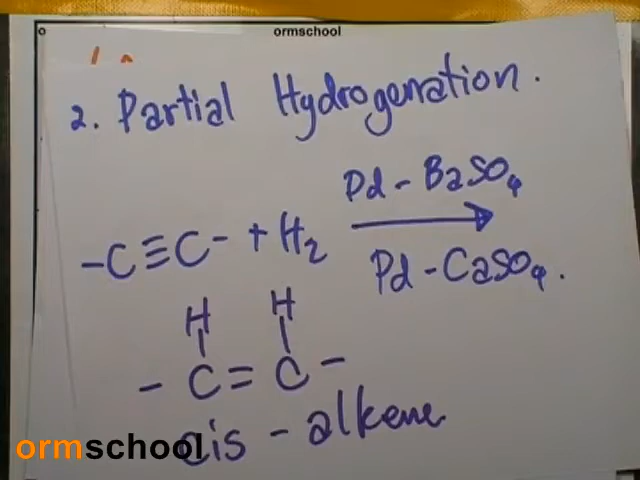 ormschool
2. Partial Hydrogenation.
Pd - BaSO4
-C≡C- + H2
Pd - CaSO4.
H H
- C = C -
cis - alkene
ormschool